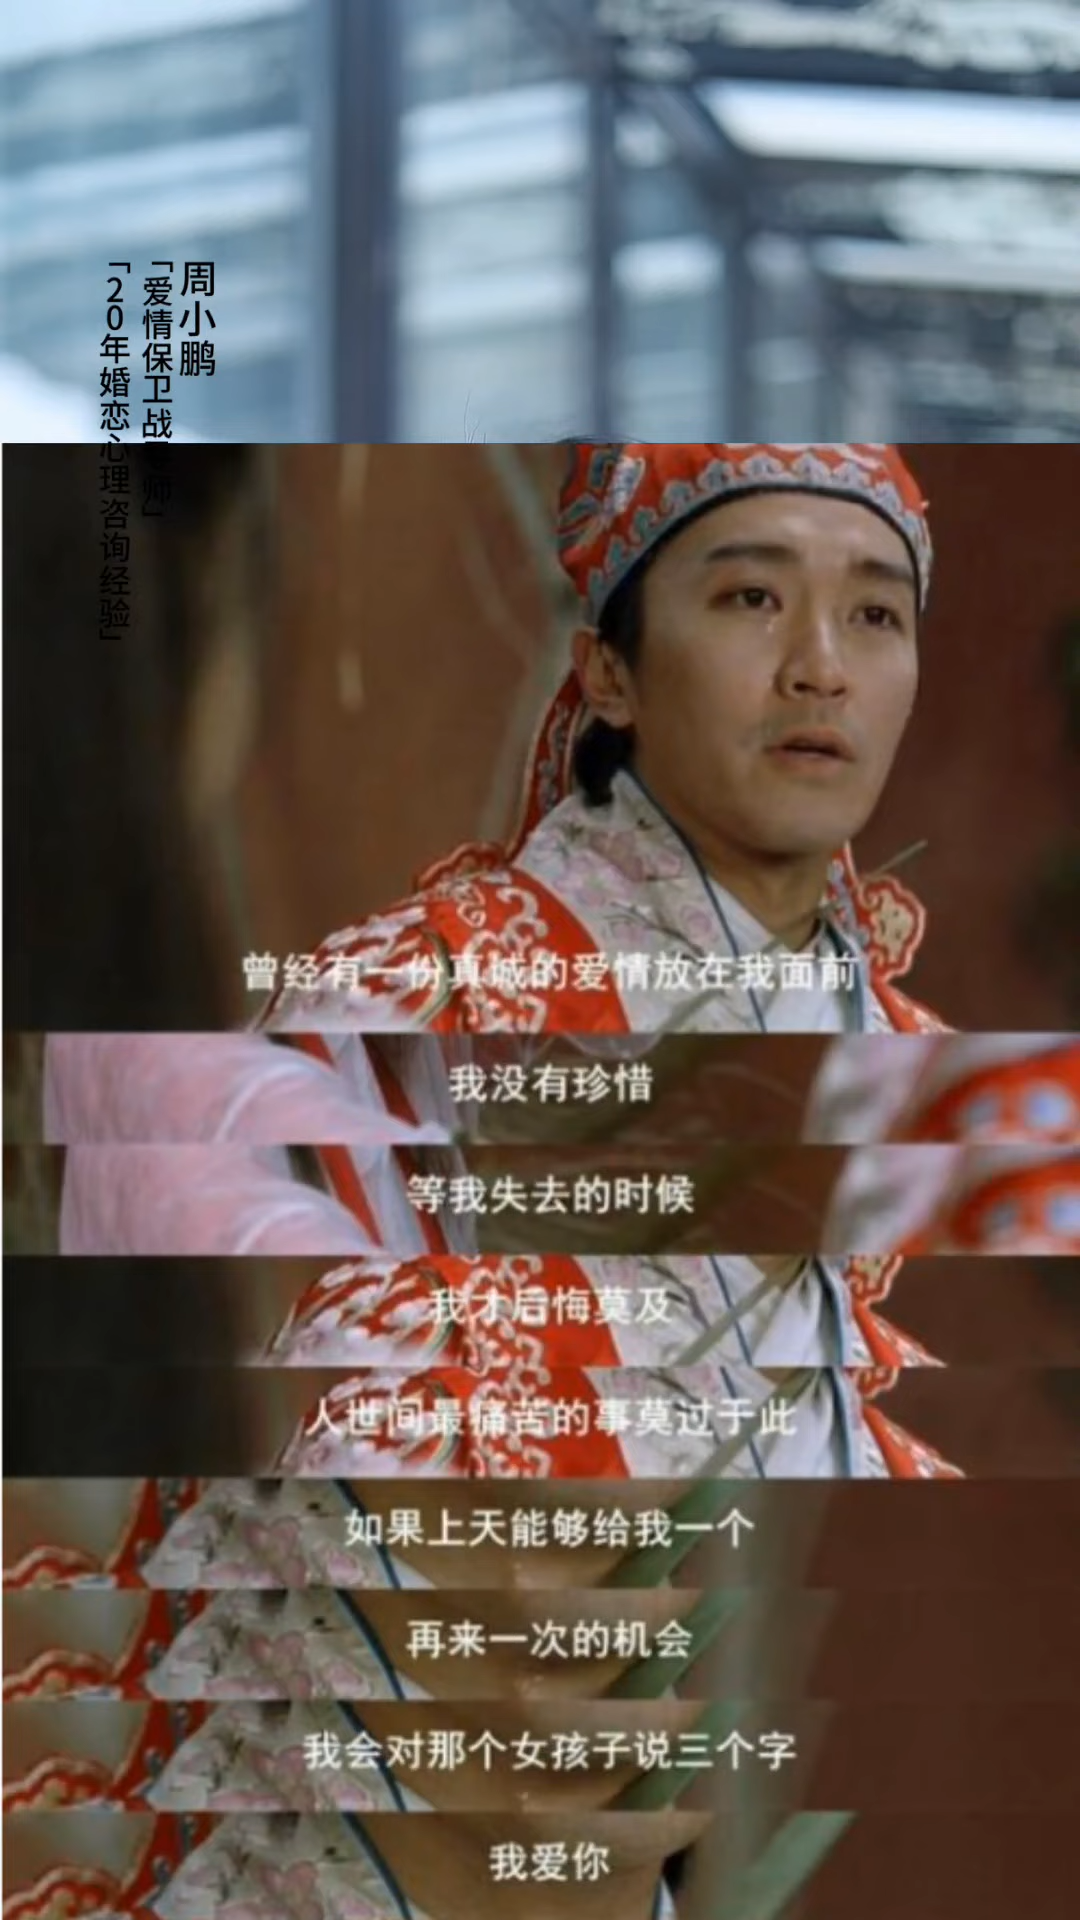 周小鹏
「爱情保卫战导师」
「20年婚恋心理咨询经验」
曾经有一份真诚的爱情放在我面前
我没有珍惜
等我失去的时候
我才后悔莫及
人世间最痛苦的事莫过于此
如果上天能够给我一个
再来一次的机会
我会对那个女孩子说三个字
我爱你